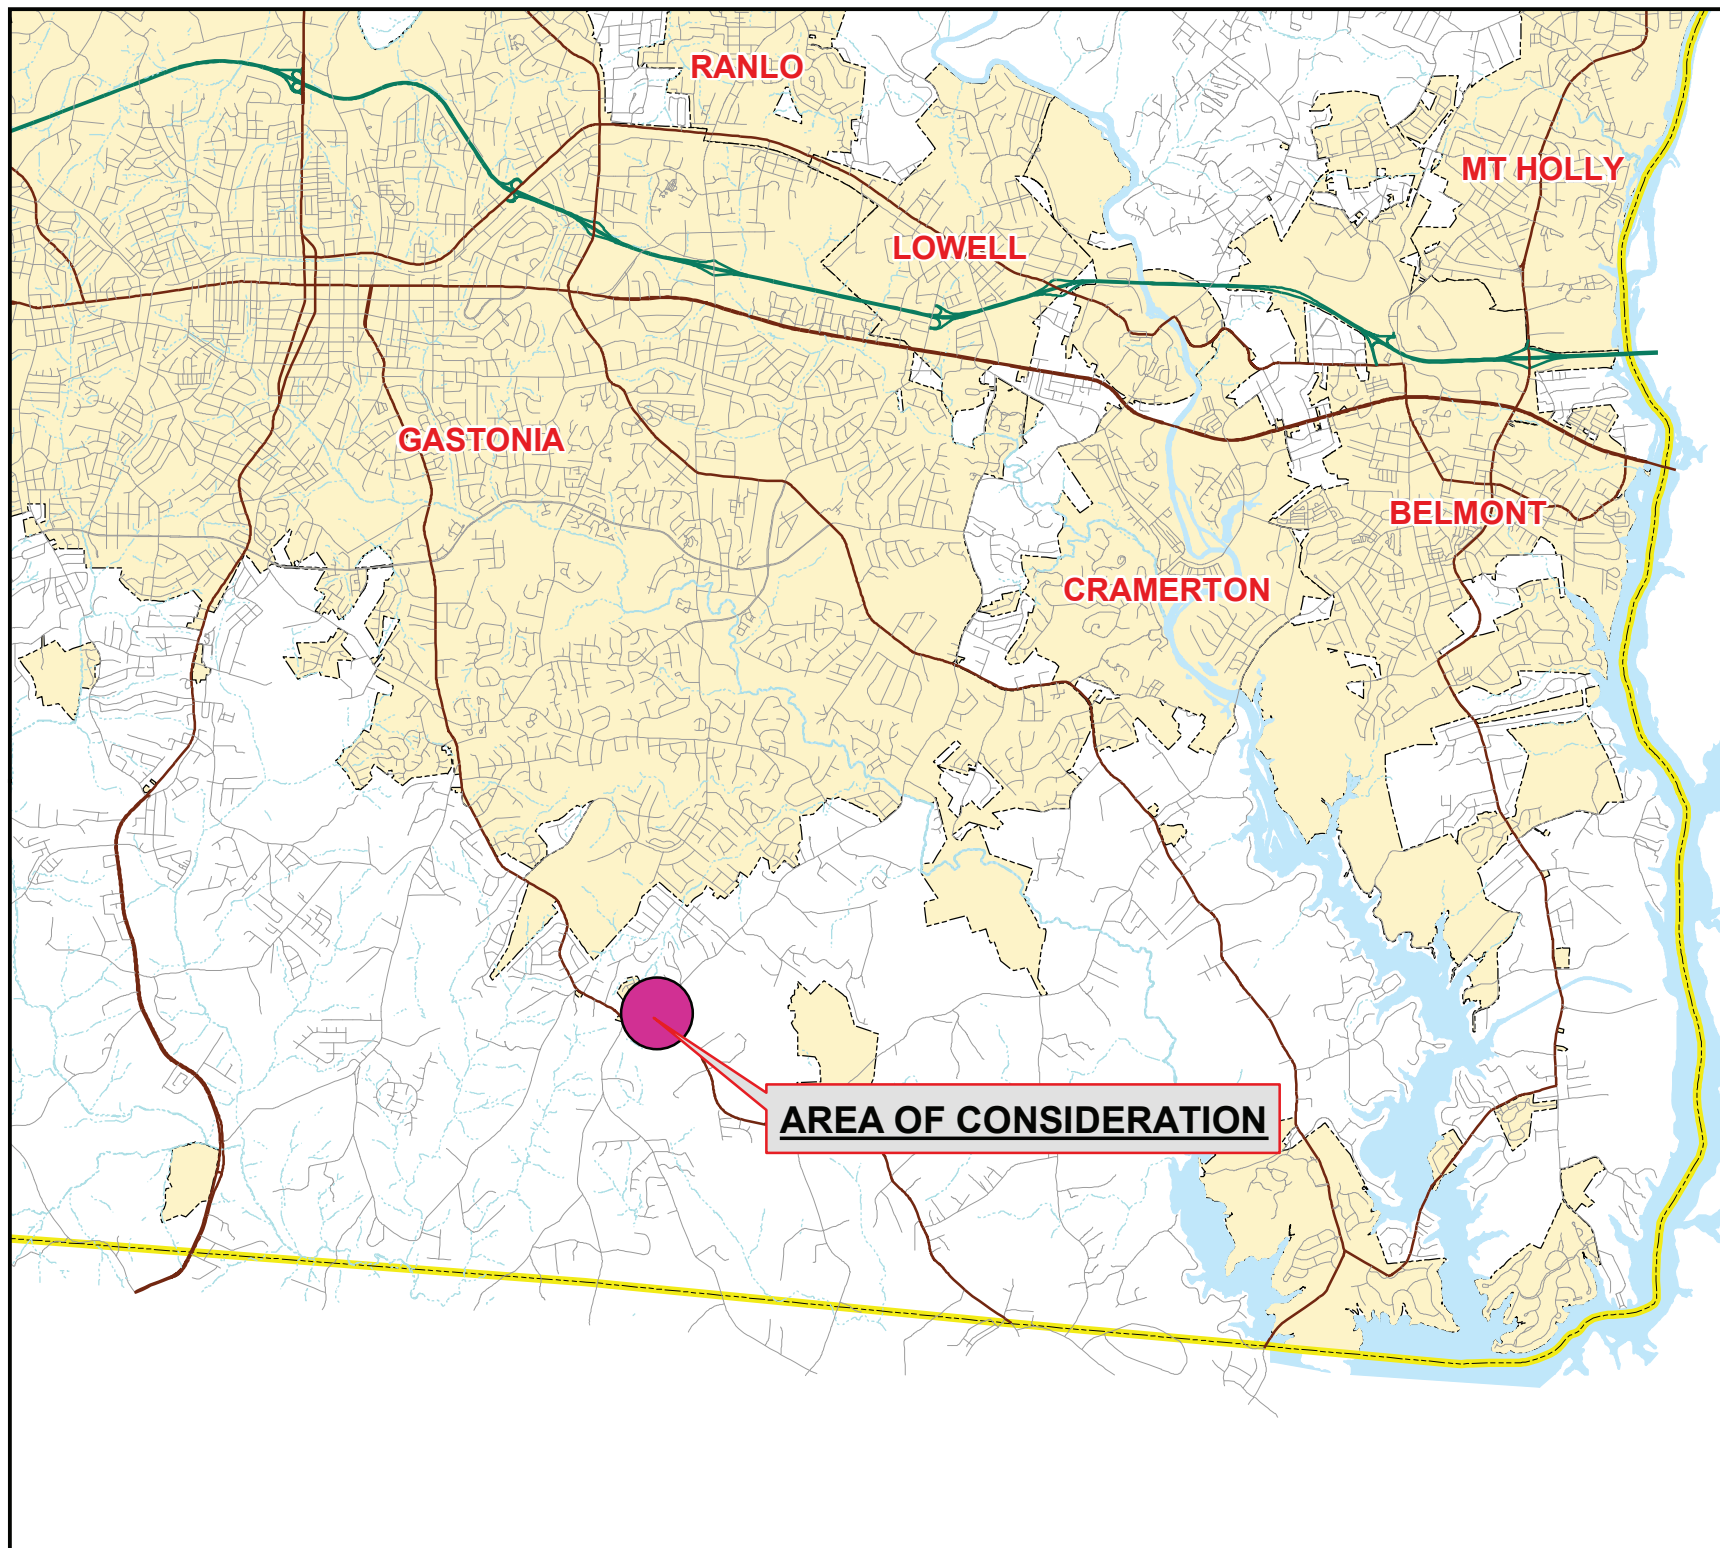 RANLO
MT HOLLY
LOWELL
GASTONIA
BELMONT
CRAMERTON
AREA OF CONSIDERATION